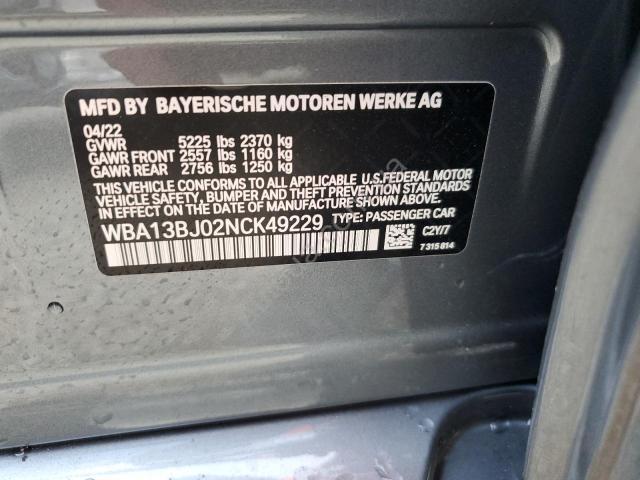 MFD BY BAYERISCHE MOTOREN WERKE AG
04/22
GVWR 5225 lbs 2370 kg
GAWR FRONT 2557 lbs 1160 kg
GAWR REAR 2756 lbs 1250 kg
THIS VEHICLE CONFORMS TO ALL APPLICABLE U.S.FEDERAL MOTOR
VEHICLE SAFETY, BUMPER AND THEFT PREVENTION STANDARDS
IN EFFECT ON THE DATE OF MANUFACTURE SHOWN ABOVE.
WBA13BJ02NCK49229 TYPE: PASSENGER CAR
C2Y/7
7315814